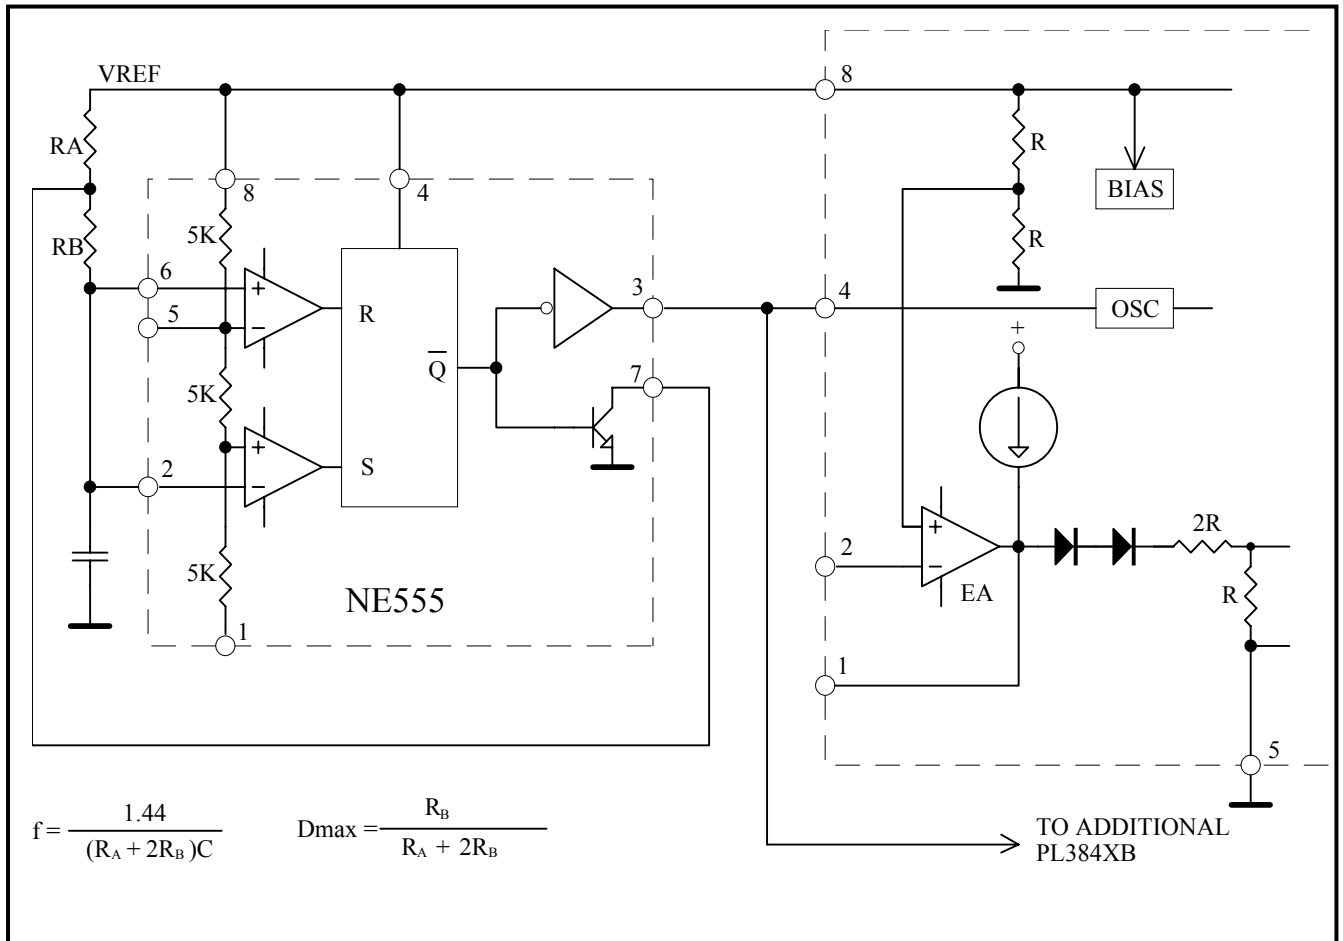 VREF
8
RA
R
8
4
BIAS
5K
RB
R
6
3
4
OSC
5
R
+
−
+
Q̅
7
5K
2
S
+
−
2R
2
+
−
EA
R
5K
NE555
1
1
5
f = 1.44 / (RA + 2RB)C
Dmax = RB / RA + 2RB
TO ADDITIONAL
PL384XB